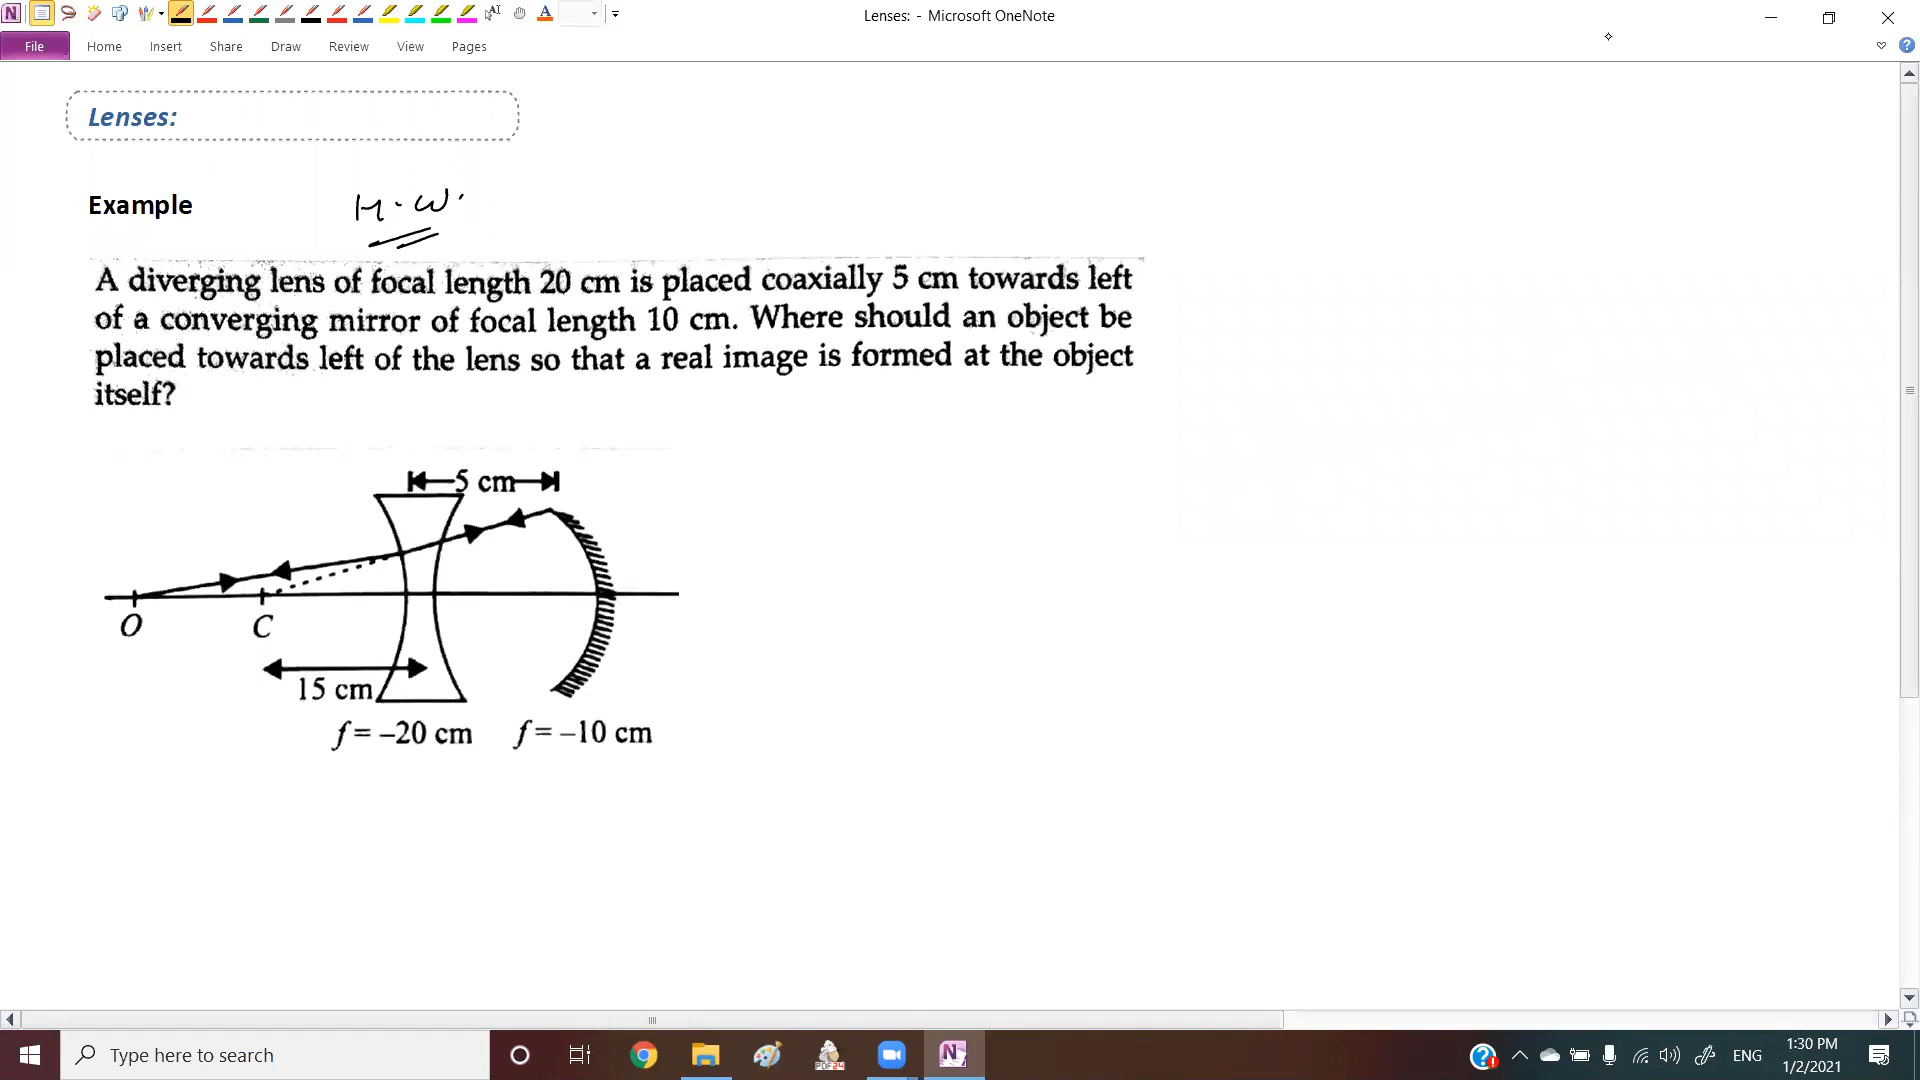 Lenses: - Microsoft OneNote
File Home Insert Share Draw Review View Pages
Lenses:
Example H.W.
A diverging lens of focal length 20 cm is placed coaxially 5 cm towards left
of a converging mirror of focal length 10 cm. Where should an object be
placed towards left of the lens so that a real image is formed at the object
itself?
5 cm
O C
15 cm
f = –20 cm f = –10 cm
Type here to search
PDF24
ENG
1:30 PM
1/2/2021